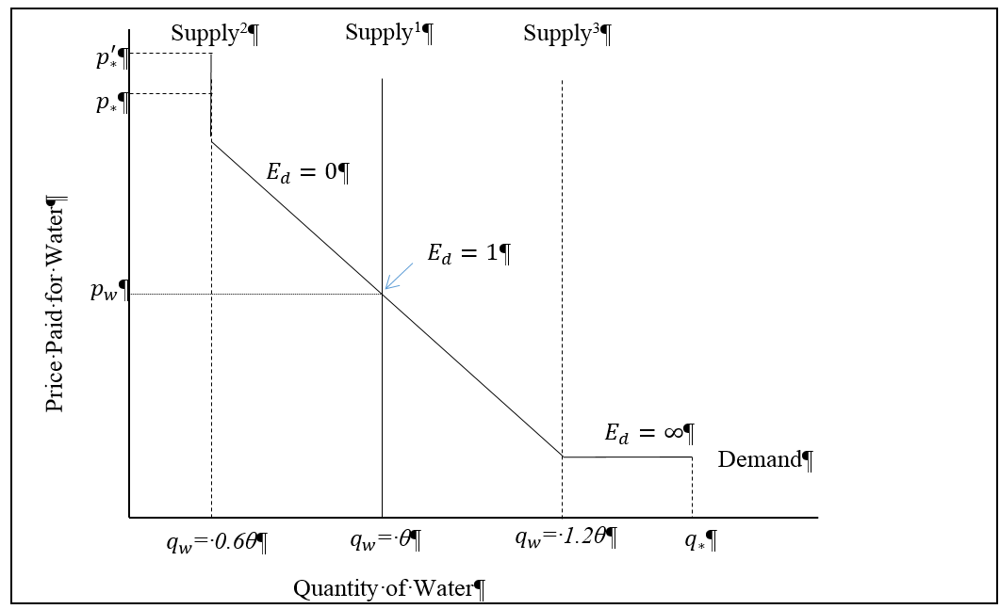 Supply²¶ Supply¹¶ Supply³¶
p′*¶
p*¶
E_d = 0¶
Price·Paid·for·Water¶
E_d = 1¶
p_w¶
E_d = ∞¶
Demand¶
q_w=·0.6θ¶ q_w=·θ¶ q_w=·1.2θ¶ q*¶
Quantity·of·Water¶